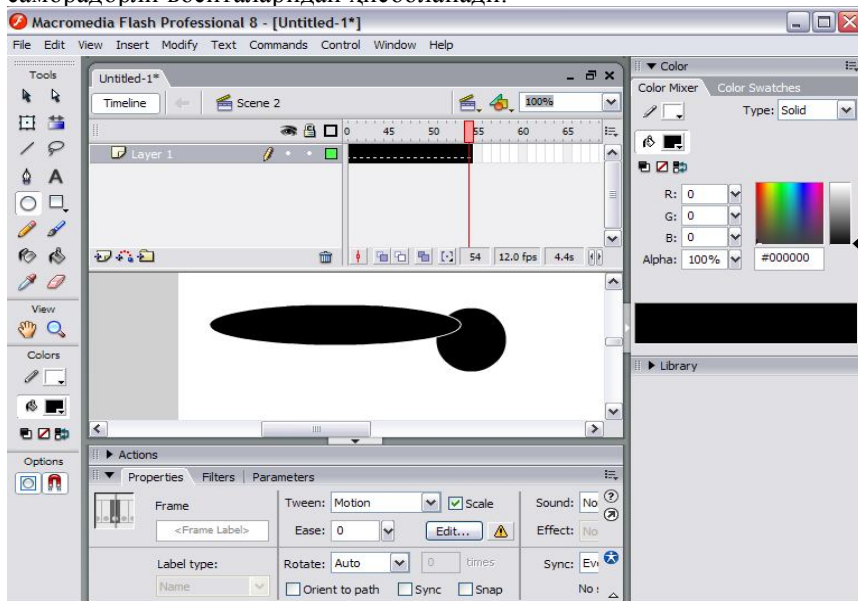 самарадорли воситаларидан ҳисобланади.
Macromedia Flash Professional 8 - [Untitled-1*]
File Edit View Insert Modify Text Commands Control Window Help
Tools
View
Colors
Options
Untitled-1*
Timeline Scene 2 100%
0 45 50 55 60 65
Layer 1
54 12.0 fps 4.4s
Actions
Properties Filters Parameters
Frame Tween: Motion Scale Sound: No
<Frame Label> Ease: 0 Edit... Effect: No
Label type: Rotate: Auto 0 times Sync:
Name Orient to path Sync Snap No
Color
Color Mixer Color Swatches
Type: Solid
R: 0
G: 0
B: 0
Alpha: 100% #000000
Library